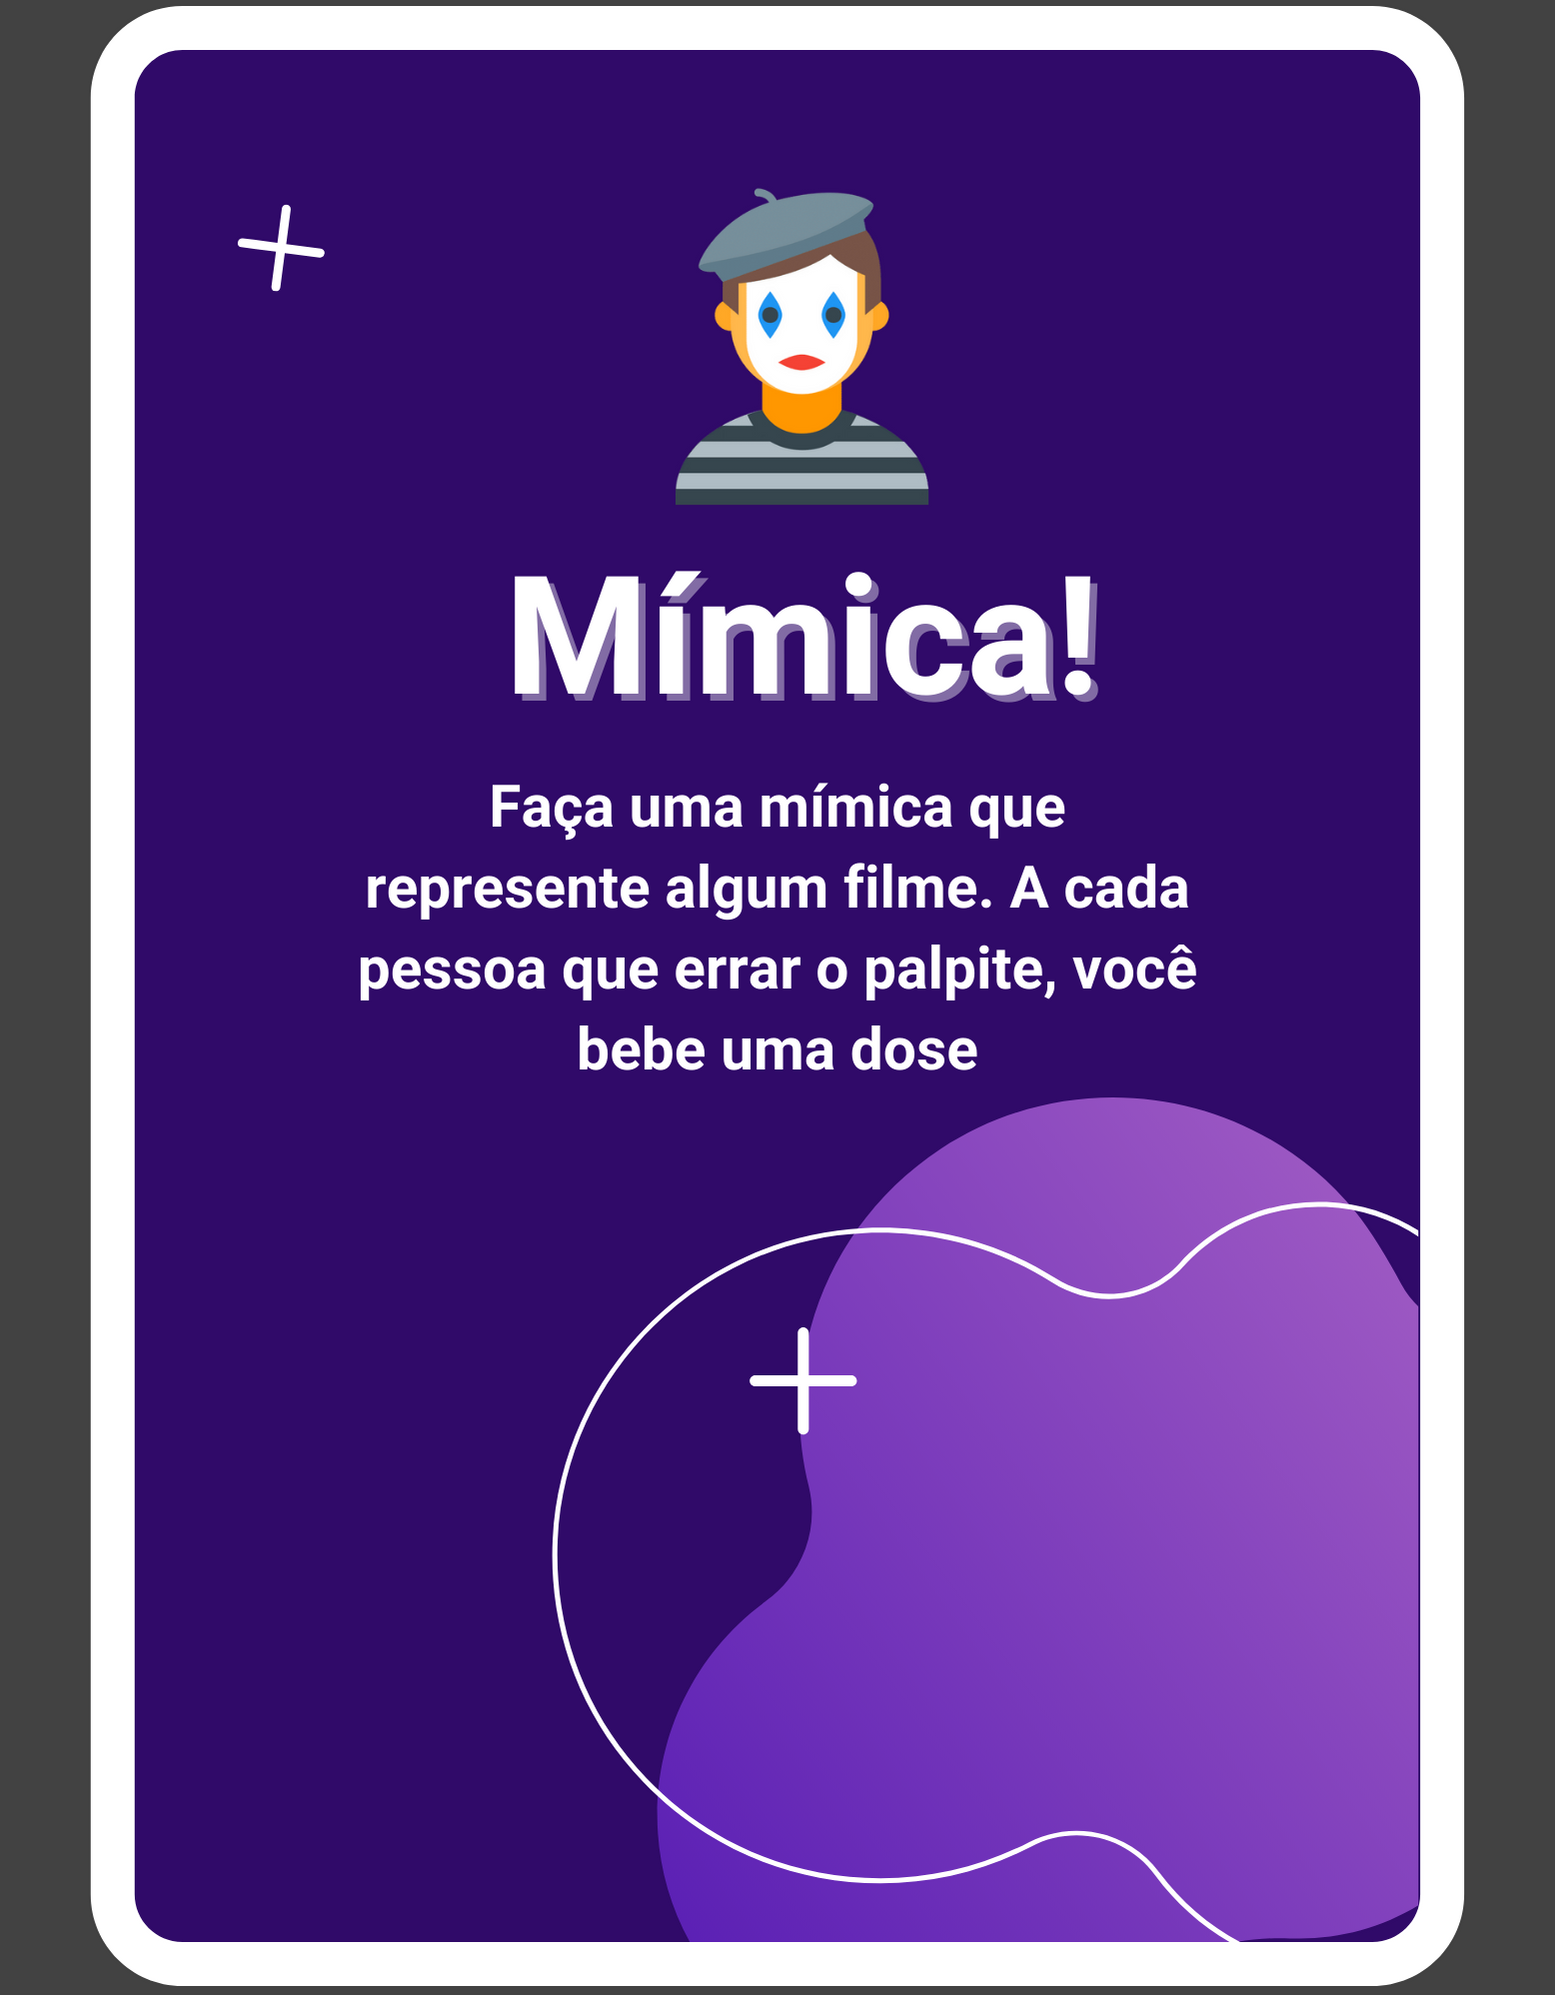 Mímica!
Faça uma mímica que
represente algum filme. A cada
pessoa que errar o palpite, você
bebe uma dose